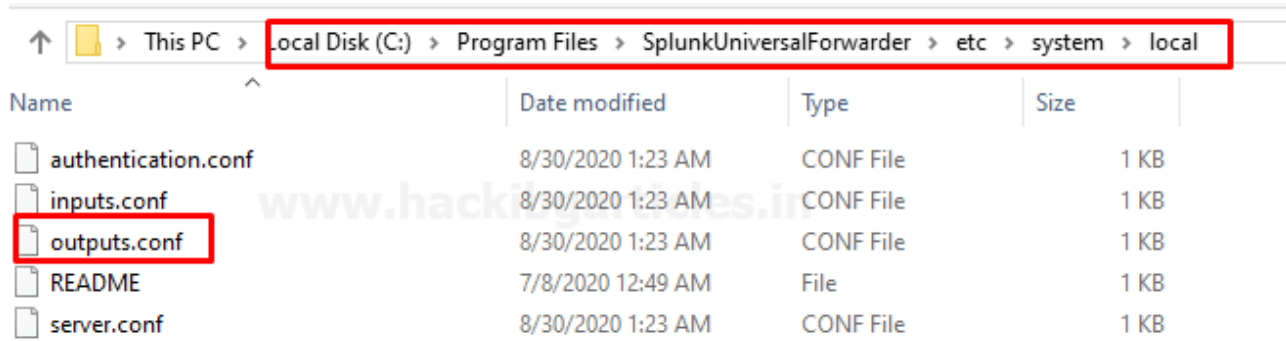 This PC > Local Disk (C:) > Program Files > SplunkUniversalForwarder > etc > system > local
Name Date modified Type Size
authentication.conf 8/30/2020 1:23 AM CONF File 1 KB
inputs.conf 8/30/2020 1:23 AM CONF File 1 KB
www.hackibgarticles.in
outputs.conf 8/30/2020 1:23 AM CONF File 1 KB
README 7/8/2020 12:49 AM File 1 KB
server.conf 8/30/2020 1:23 AM CONF File 1 KB